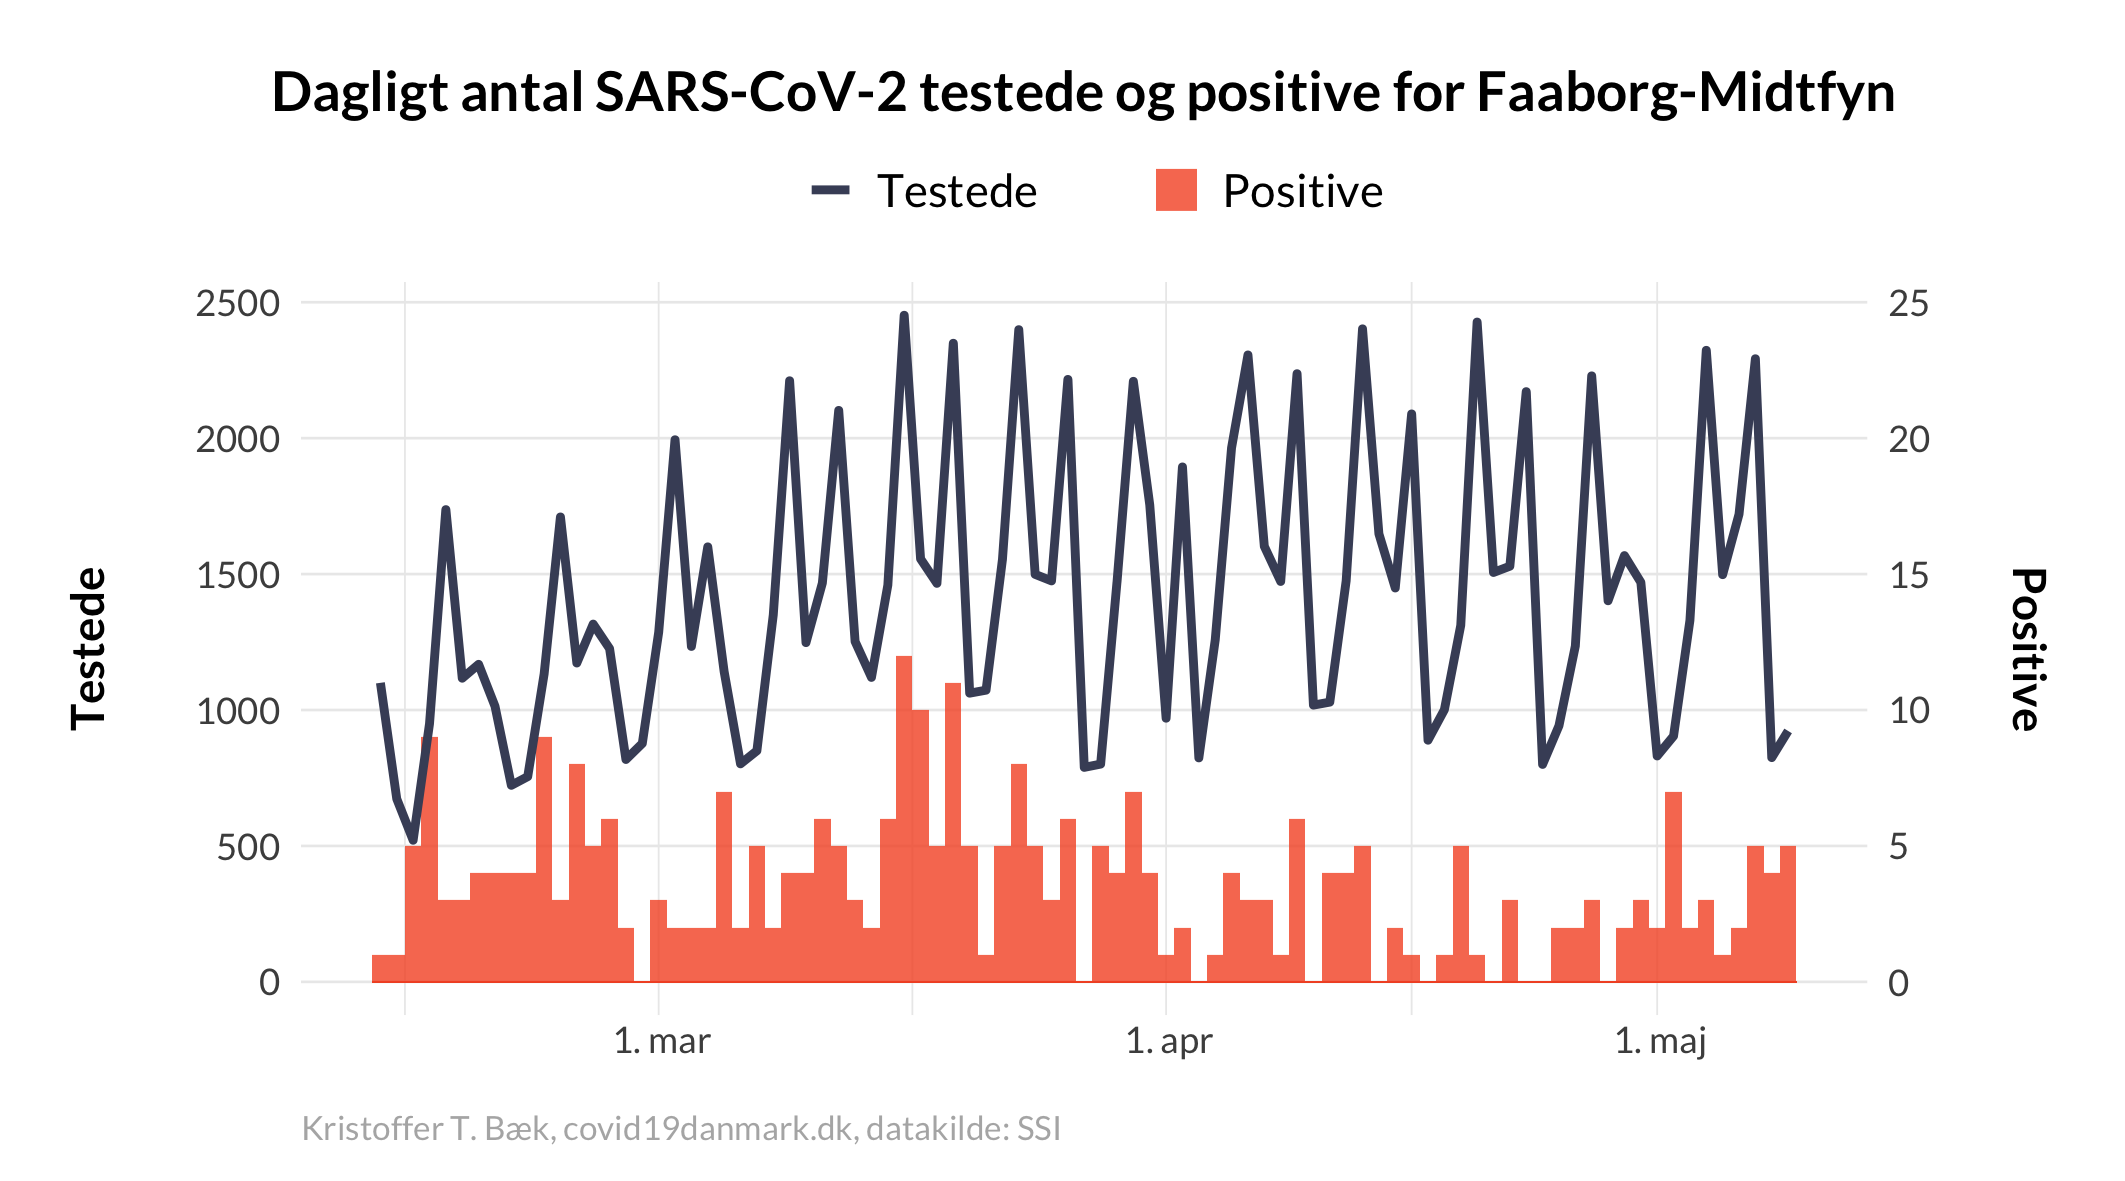 Dagligt antal SARS-CoV-2 testede og positive for Faaborg-Midtfyn
Testede
Positive
2500
2000
1500
1000
500
0
Testede
25
20
15
10
5
0
Positive
1. mar
1. apr
1. maj
Kristoffer T. Bæk, covid19danmark.dk, datakilde: SSI